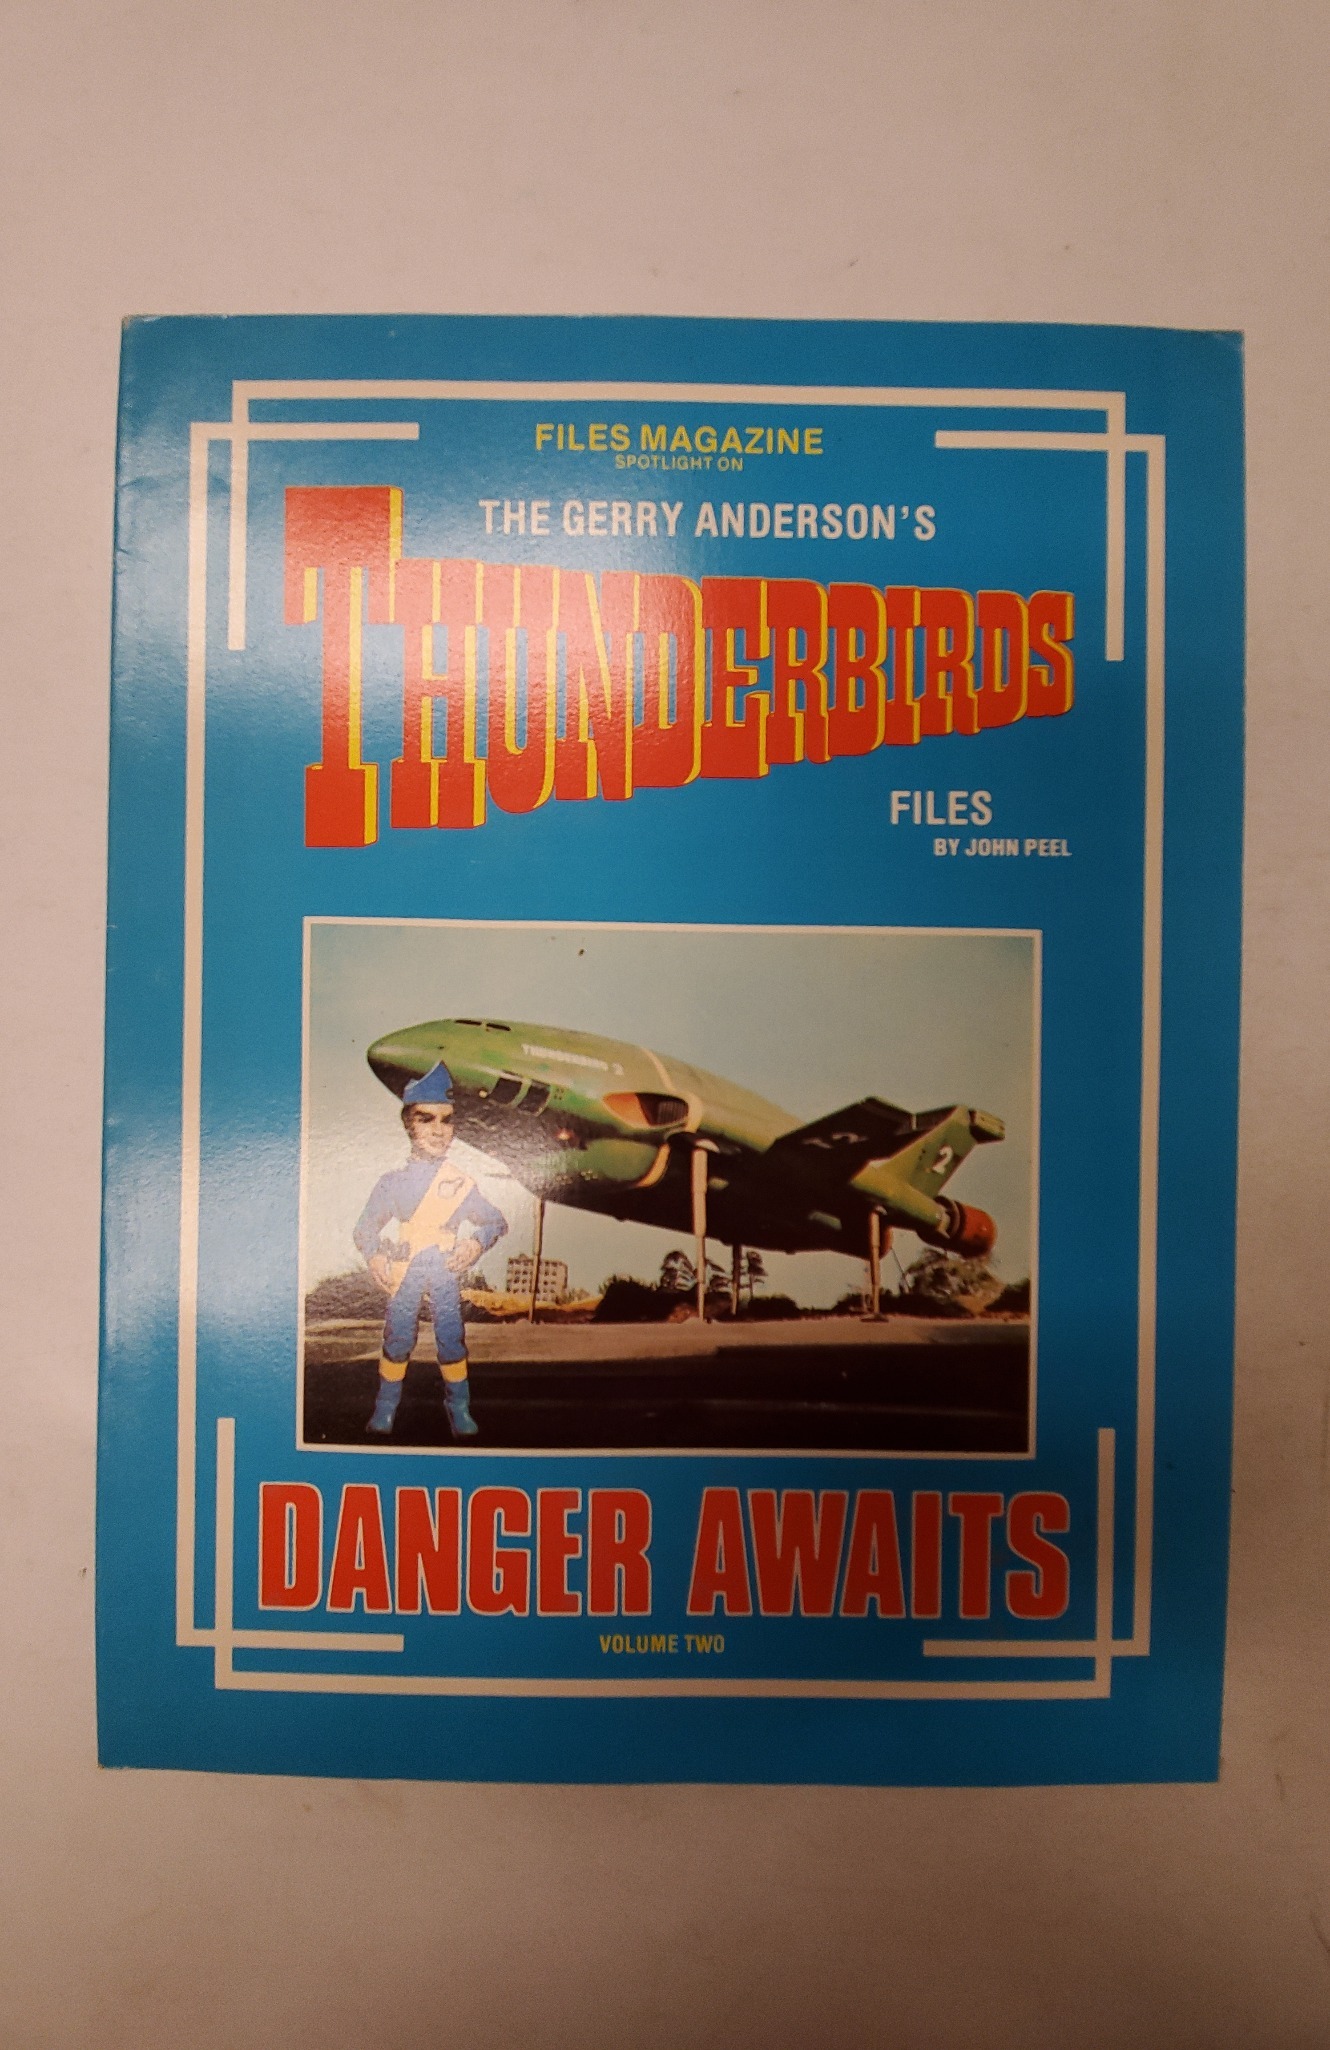 FILES MAGAZINE
SPOTLIGHT ON
THE GERRY ANDERSON'S
THUNDERBIRDS
FILES
BY JOHN PEEL
THUNDERBIRD 2
2
DANGER AWAITS
VOLUME TWO